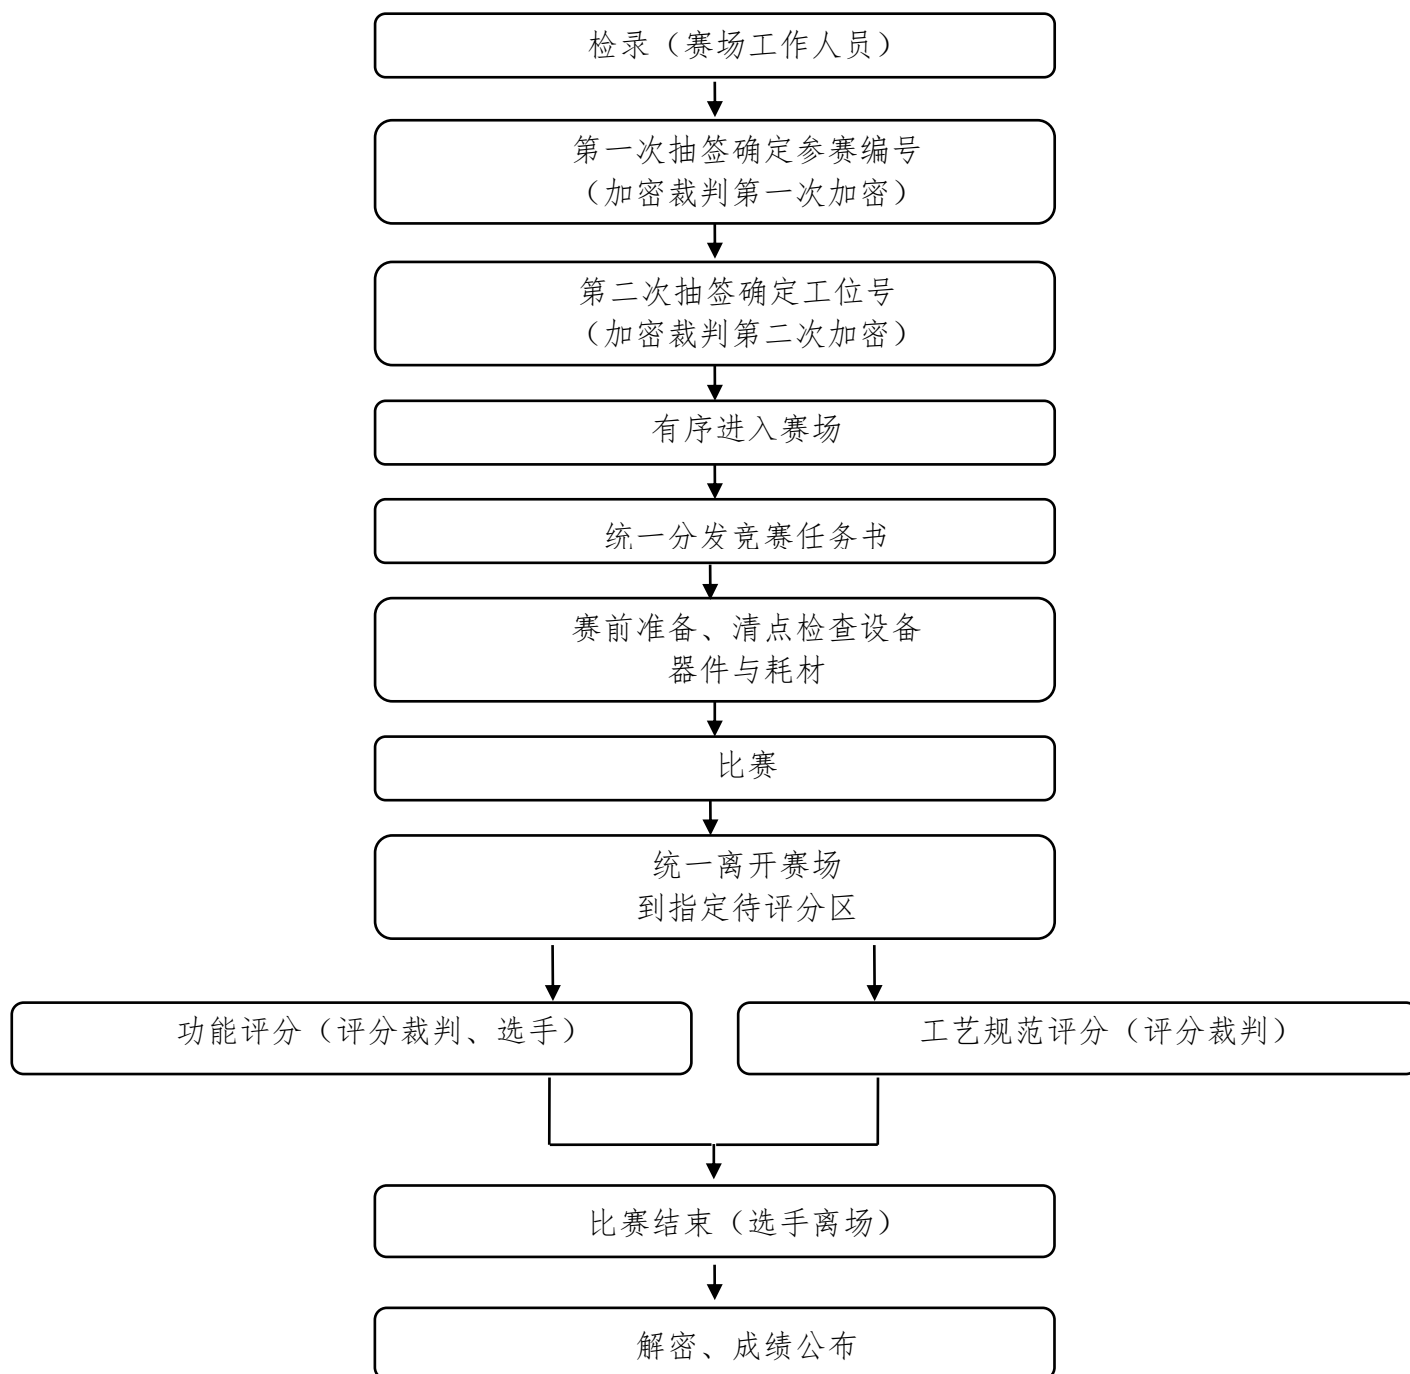 检录（赛场工作人员）
第一次抽签确定参赛编号
（加密裁判第一次加密）
第二次抽签确定工位号
（加密裁判第二次加密）
有序进入赛场
统一分发竞赛任务书
赛前准备、清点检查设备
器件与耗材
比赛
统一离开赛场
到指定待评分区
功能评分（评分裁判、选手）
工艺规范评分（评分裁判）
比赛结束（选手离场）
解密、成绩公布